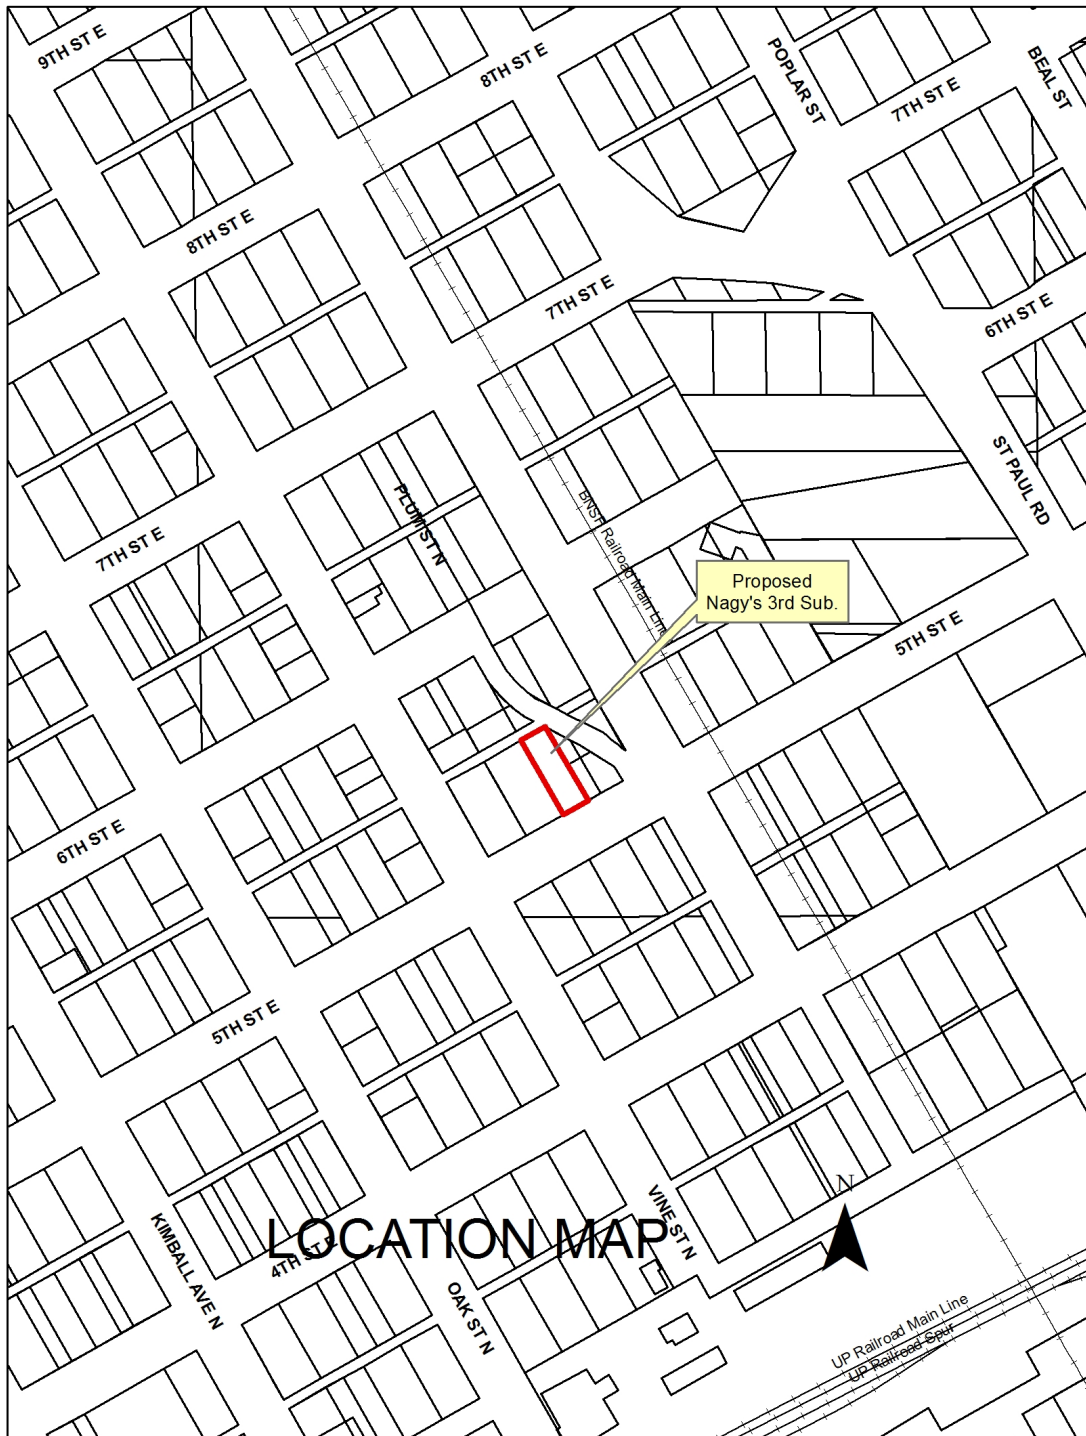 9TH ST E
8TH ST E
POPLAR ST
BEAL ST
7TH ST E
8TH ST E
7TH ST E
6TH ST E
PLUM ST N
ST PAUL RD
BNSF Railroad Main Line
7TH ST E
Proposed
Nagy's 3rd Sub.
5TH ST E
6TH ST E
5TH ST E
N
VINE ST N
KIMBALL AVE N
LOCATION MAP
4TH ST E
OAK ST N
UP Railroad Main Line
UP Railroad Spur